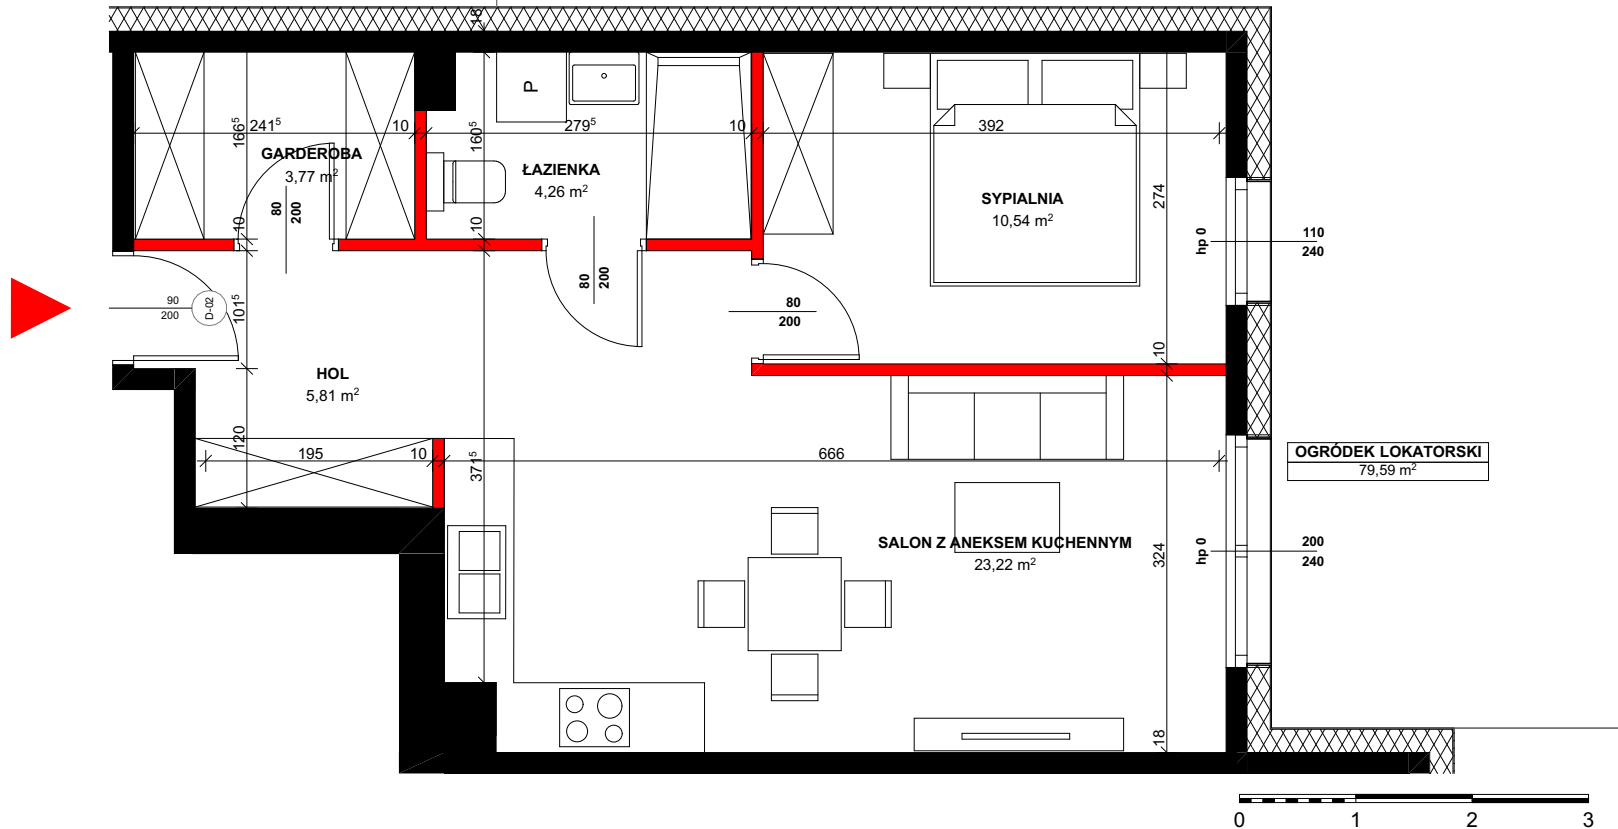 18
241⁵
10
279⁵
10
392
166⁵
160⁵
P
GARDEROBA
3,77 m²
ŁAZIENKA
4,26 m²
SYPIALNIA
10,54 m²
274
80
200
10
10
80
200
hp 0
110
240
90
200
D-02
101⁵
80
200
10
HOL
5,81 m²
120
195
10
371⁵
666
OGRÓDEK LOKATORSKI
79,59 m²
SALON Z ANEKSEM KUCHENNYM
23,22 m²
324
hp 0
200
240
18
0 1 2 3